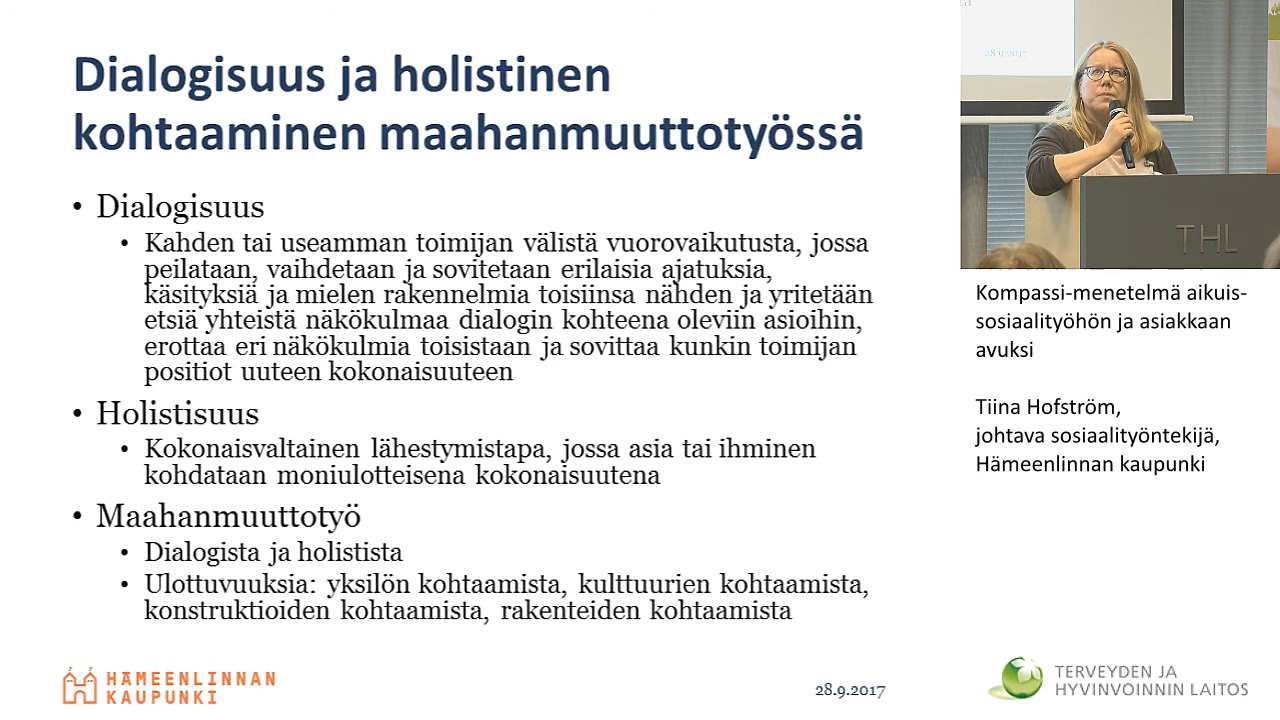 Dialogisuus ja holistinen
kohtaaminen maahanmuuttotyössä
• Dialogisuus
• Kahden tai useamman toimijan välistä vuorovaikutusta, jossa
peilataan, vaihdetaan ja sovitetaan erilaisia ajatuksia,
käsityksiä ja mielen rakennelmia toisiinsa nähden ja yritetään
etsiä yhteistä näkökulmaa dialogin kohteena oleviin asioihin,
erottaa eri näkökulmia toisistaan ja sovittaa kunkin toimijan
positiot uuteen kokonaisuuteen
• Holistisuus
• Kokonaisvaltainen lähestymistapa, jossa asia tai ihminen
kohdataan moniulotteisena kokonaisuutena
• Maahanmuuttotyö
• Dialogista ja holistista
• Ulottuvuuksia: yksilön kohtaamista, kulttuurien kohtaamista,
konstruktioiden kohtaamista, rakenteiden kohtaamista
HÄMEENLINNAN
KAUPUNKI
28.9.2017
28.9.2017
THL
Kompassi-menetelmä aikuis-
sosiaalityöhön ja asiakkaan
avuksi
Tiina Hofström,
johtava sosiaalityöntekijä,
Hämeenlinnan kaupunki
TERVEYDEN JA
HYVINVOINNIN LAITOS